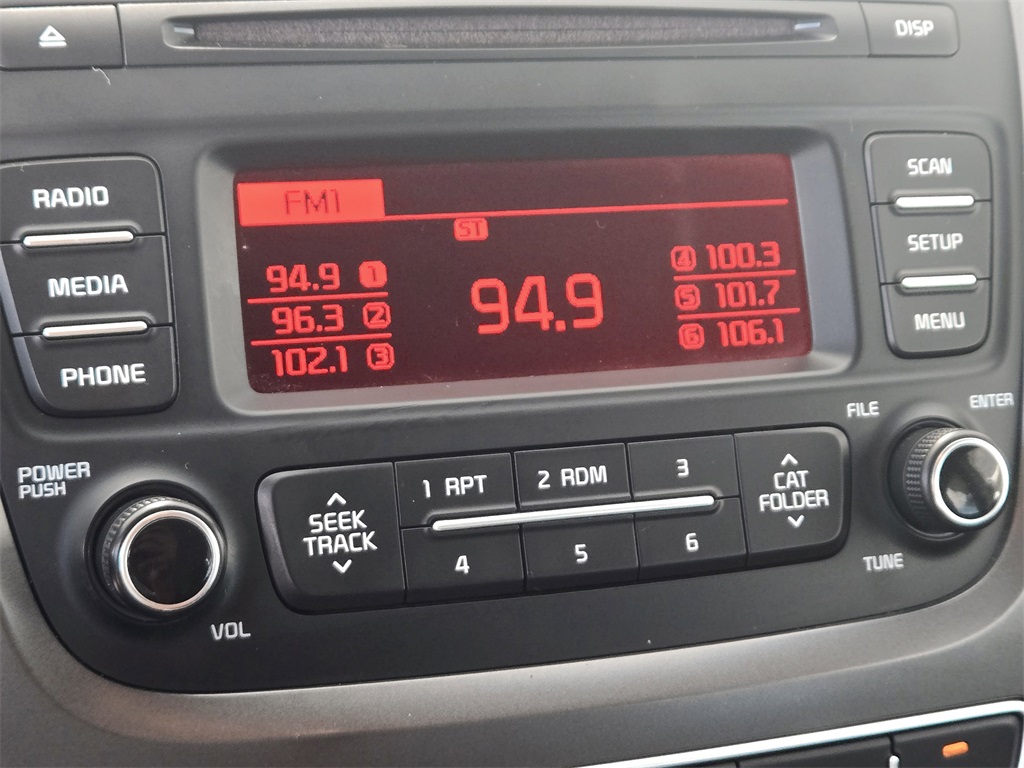 DISP
RADIO
MEDIA
PHONE
FM1
ST
94.9 1
96.3 2
102.1 3
94.9
4 100.3
5 101.7
6 106.1
SCAN
SETUP
MENU
POWER
PUSH
VOL
SEEK
TRACK
1 RPT
2 RDM
3
4
5
6
CAT
FOLDER
FILE
ENTER
TUNE